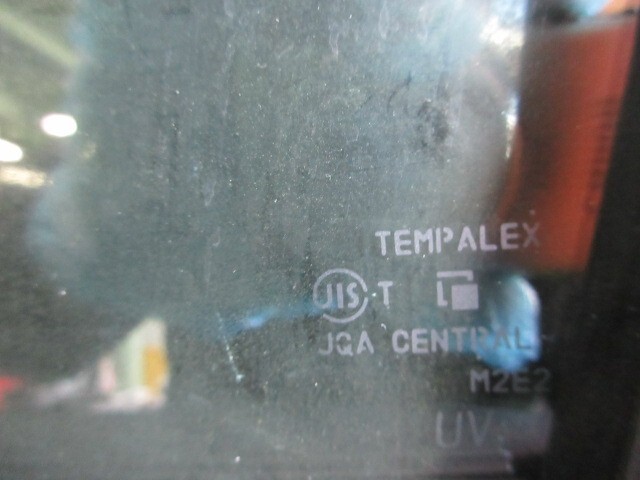 TEMPALEX
JIS T
JQA CENTRAL-
M2E2
UV